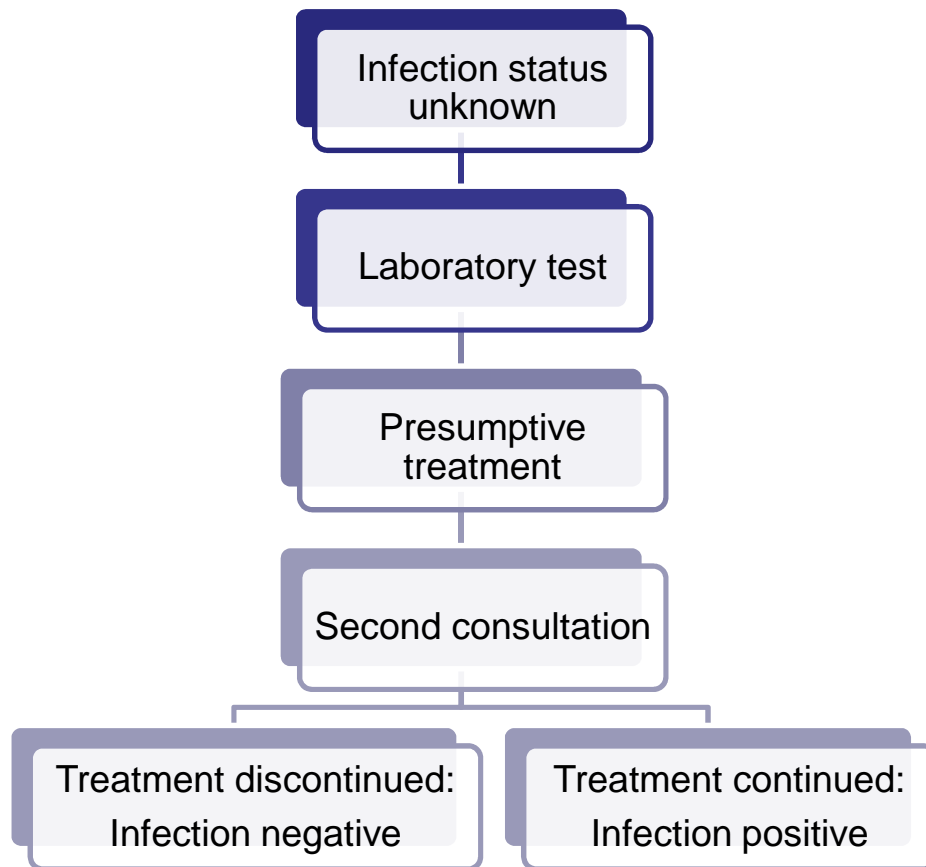 Infection status
unknown
Laboratory test
Presumptive
treatment
Second consultation
Treatment discontinued:
Infection negative
Treatment continued:
Infection positive